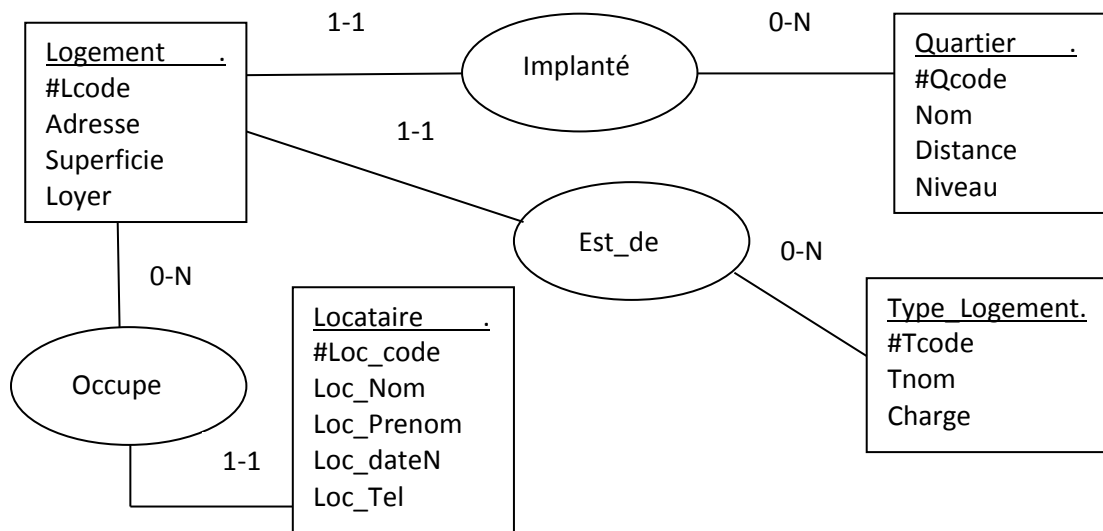 1-1
0-N
Logement .
#Lcode
Adresse
Superficie
Loyer
Implanté
Quartier .
#Qcode
Nom
Distance
Niveau
1-1
Est_de
0-N
0-N
Type_Logement.
#Tcode
Tnom
Charge
Locataire .
#Loc_code
Loc_Nom
Loc_Prenom
Loc_dateN
Loc_Tel
Occupe
1-1